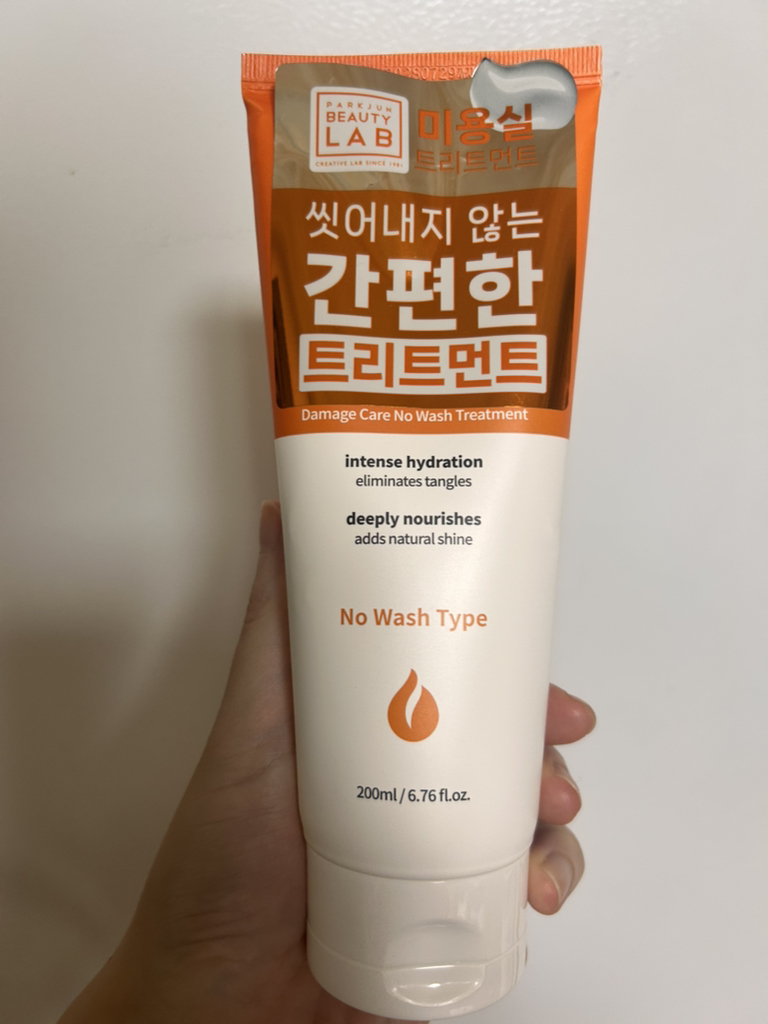 PARKJUN
BEAUTY
LAB
CREATIVE LAB SINCE 1981
미용실
트리트먼트
씻어내지 않는
간편한
트리트먼트
Damage Care No Wash Treatment
intense hydration
eliminates tangles
deeply nourishes
adds natural shine
No Wash Type
200ml / 6.76 fl.oz.